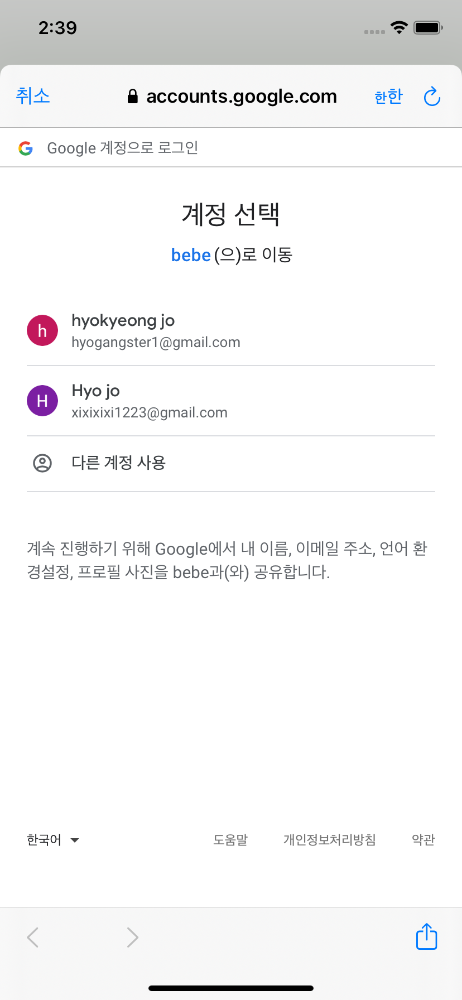 2:39
취소
accounts.google.com
한한
Google 계정으로 로그인
계정 선택
bebe(으)로 이동
h
hyokyeong jo
hyogangster1@gmail.com
H
Hyo jo
xixixixi1223@gmail.com
다른 계정 사용
계속 진행하기 위해 Google에서 내 이름, 이메일 주소, 언어 환
경설정, 프로필 사진을 bebe과(와) 공유합니다.
한국어
도움말
개인정보처리방침
약관